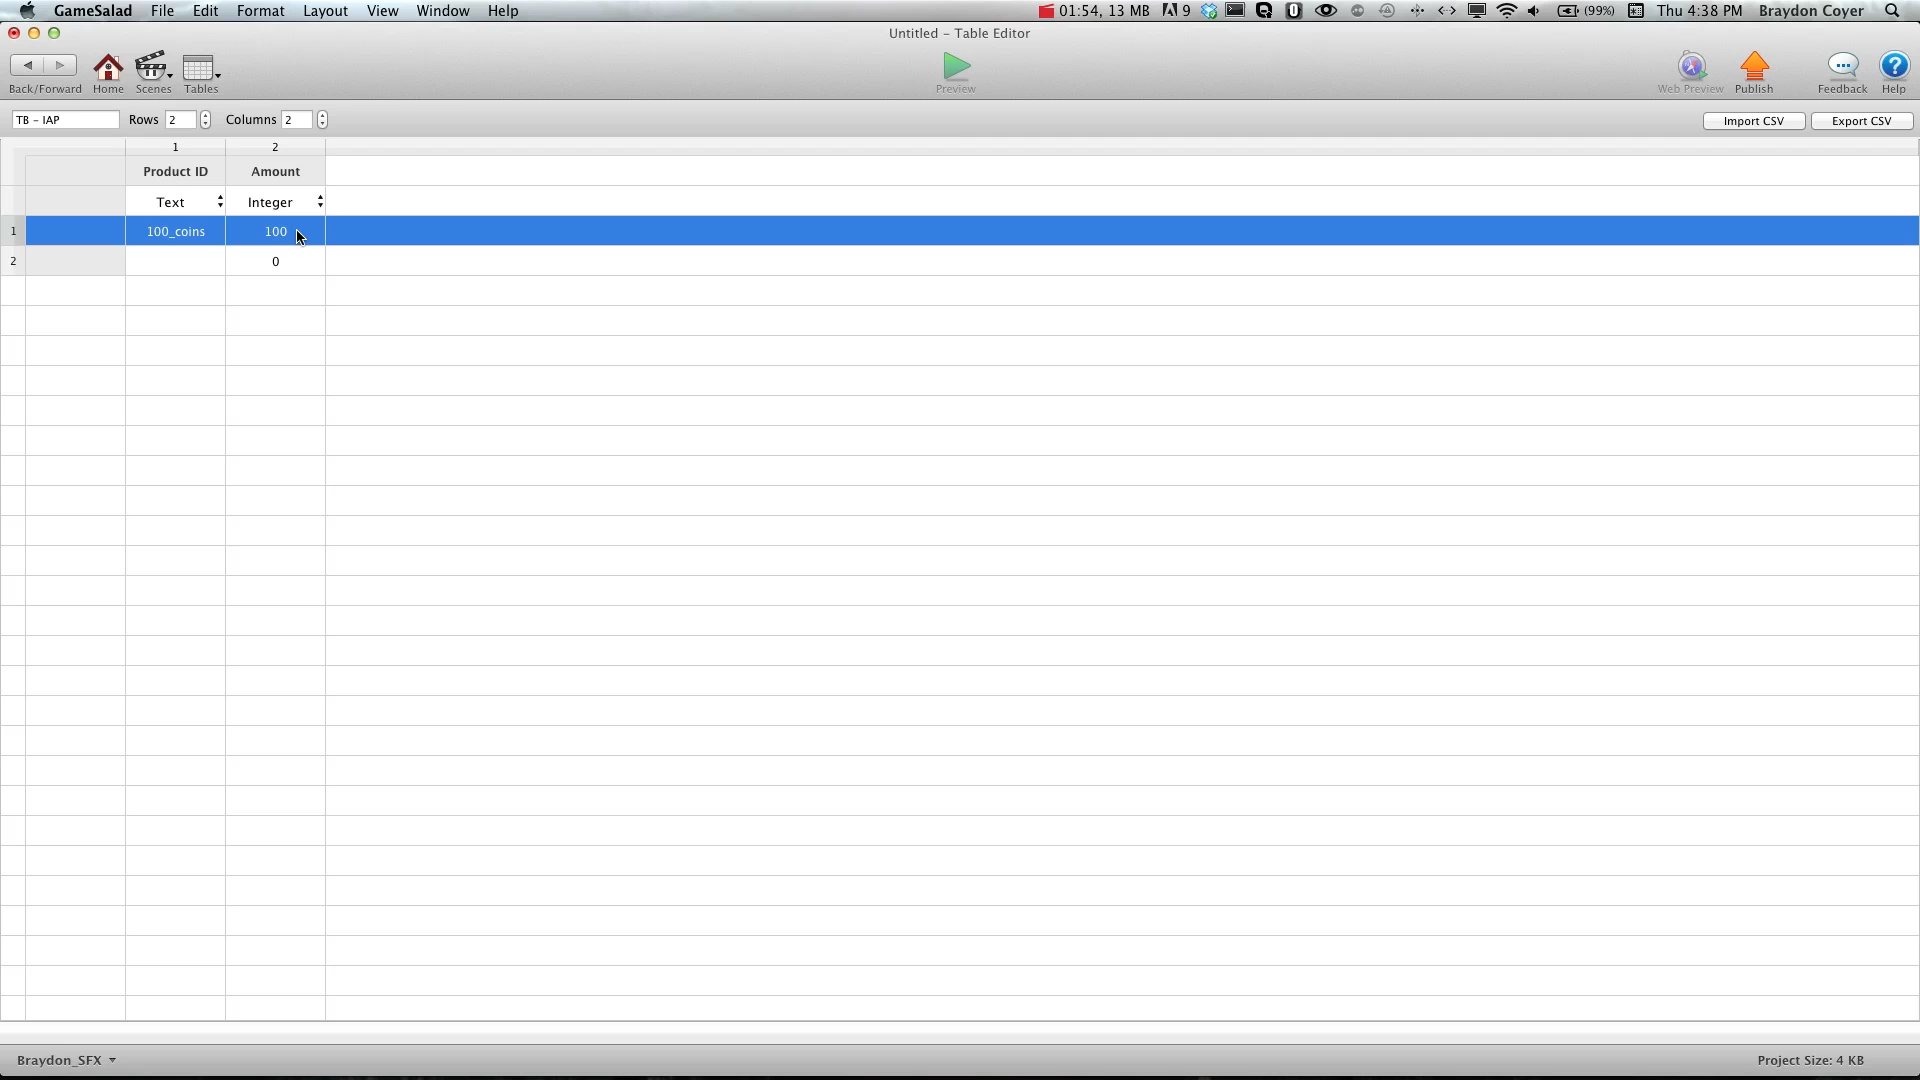 GameSalad File Edit Format Layout View Window Help 01:54, 13 MB 9 (99%) Thu 4:38 PM Braydon Coyer
Untitled – Table Editor
Back/Forward Home Scenes Tables Preview Web Preview Publish Feedback Help
TB – IAP Rows 2 Columns 2 Import CSV Export CSV
1 2
Product ID Amount
Text Integer
1 100_coins 100
2 0
Braydon_SFX Project Size: 4 KB